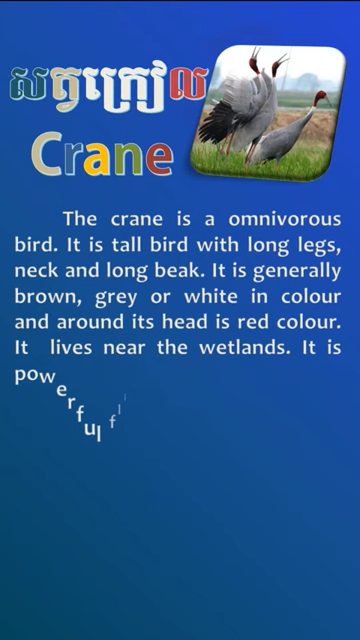 សត្វក្រៀល
Crane
The crane is a omnivorous
bird. It is tall bird with long legs,
neck and long beak. It is generally
brown, grey or white in colour
and around its head is red colour.
It lives near the wetlands. It is
powerful fl